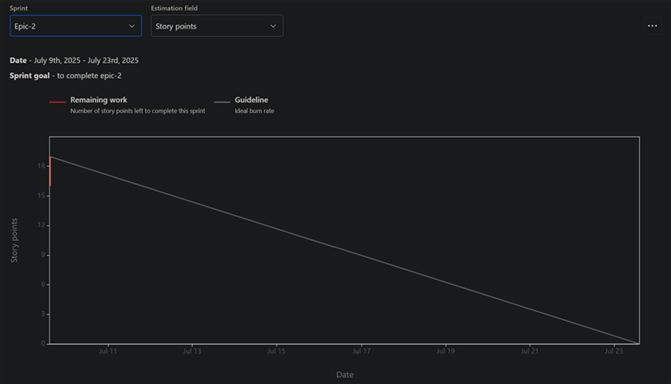 Sprint Estimation field
Epic-2 Story points
Date - July 9th, 2025 - July 23rd, 2025
Sprint goal - to complete epic-2
Remaining work Guideline
Number of story points left to complete this sprint Ideal burn rate
18
15
12
9
6
3
0
Story points
Jul 11 Jul 13 Jul 15 Jul 17 Jul 19 Jul 21 Jul 23
Date